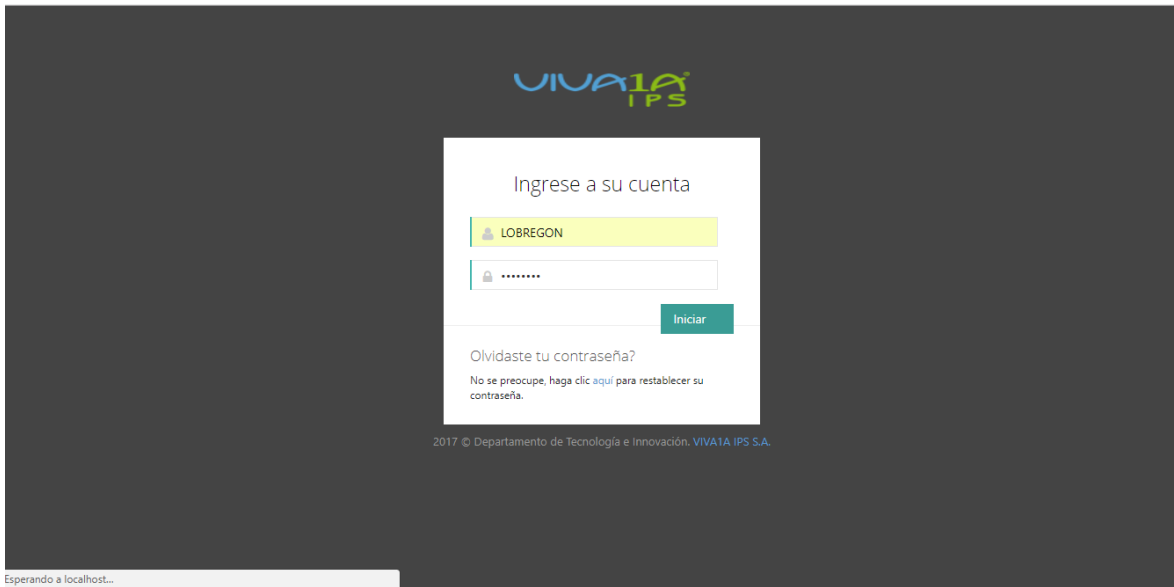 VIVA1A
IPS
Ingrese a su cuenta
LOBREGON
••••••••
Iniciar
Olvidaste tu contraseña?
No se preocupe, haga clic aquí para restablecer su
contraseña.
2017 © Departamento de Tecnología e Innovación. VIVA1A IPS S.A.
Esperando a localhost...